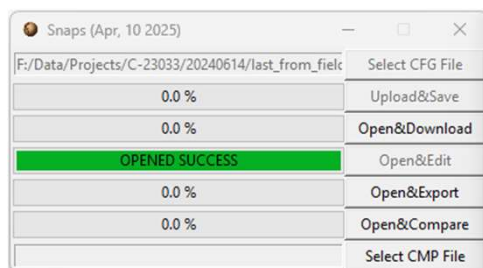 Snaps (Apr, 10 2025)
F:/Data/Projects/C-23033/20240614/last_from_fielc Select CFG File
0.0 % Upload&Save
0.0 % Open&Download
OPENED SUCCESS Open&Edit
0.0 % Open&Export
0.0 % Open&Compare
Select CMP File